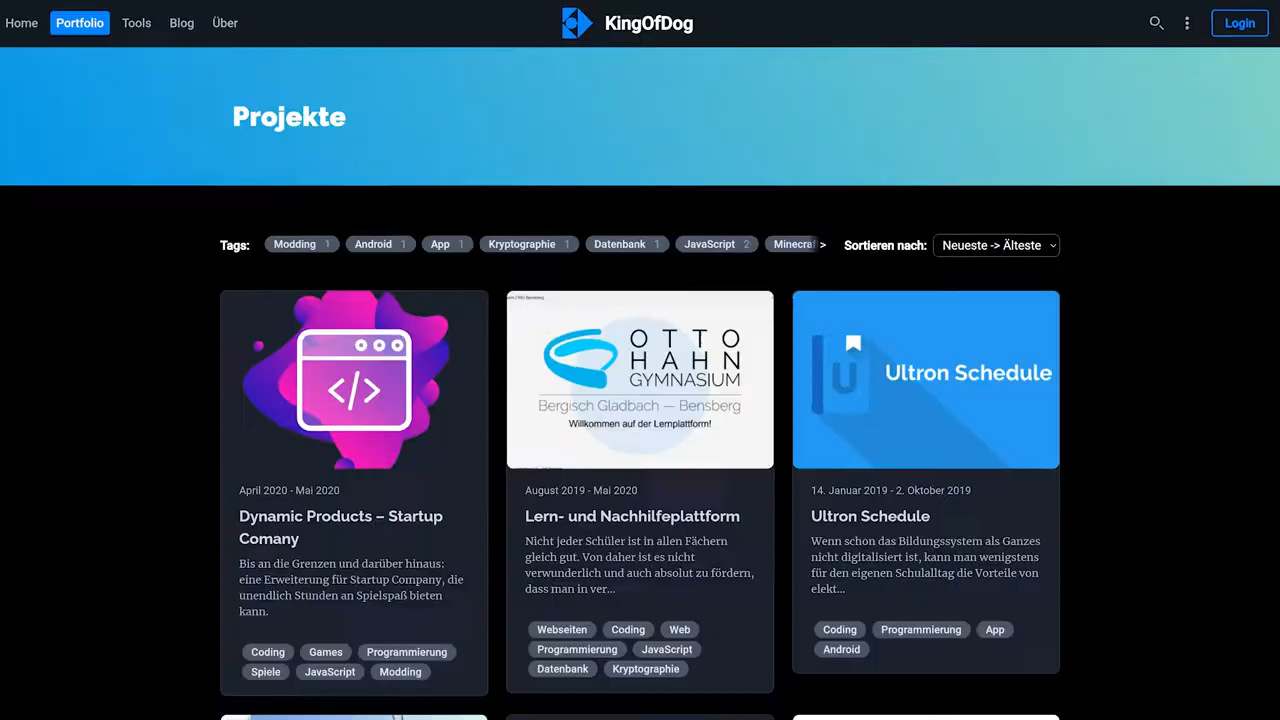 Home Portfolio Tools Blog Über
KingOfDog
Login
Projekte
Tags: Modding 1 Android 1 App 1 Kryptographie 1 Datenbank 1 JavaScript 2 Minecraf >
Sortieren nach: Neueste -> Älteste
</>
April 2020 - Mai 2020
Dynamic Products – Startup
Comany
Bis an die Grenzen und darüber hinaus:
eine Erweiterung für Startup Company, die
unendlich Stunden an Spielspaß bieten
kann.
Coding Games Programmierung
Spiele JavaScript Modding
OTTO
HAHN
GYMNASIUM
Bergisch Gladbach — Bensberg
Willkommen auf der Lernplattform!
August 2019 - Mai 2020
Lern- und Nachhilfeplattform
Nicht jeder Schüler ist in allen Fächern
gleich gut. Von daher ist es nicht
verwunderlich und auch absolut zu fördern,
dass man in ver...
Webseiten Coding Web
Programmierung JavaScript
Datenbank Kryptographie
U
Ultron Schedule
14. Januar 2019 - 2. Oktober 2019
Ultron Schedule
Wenn schon das Bildungssystem als Ganzes
nicht digitalisiert ist, kann man wenigstens
für den eigenen Schulalltag die Vorteile von
elekt...
Coding Programmierung App
Android